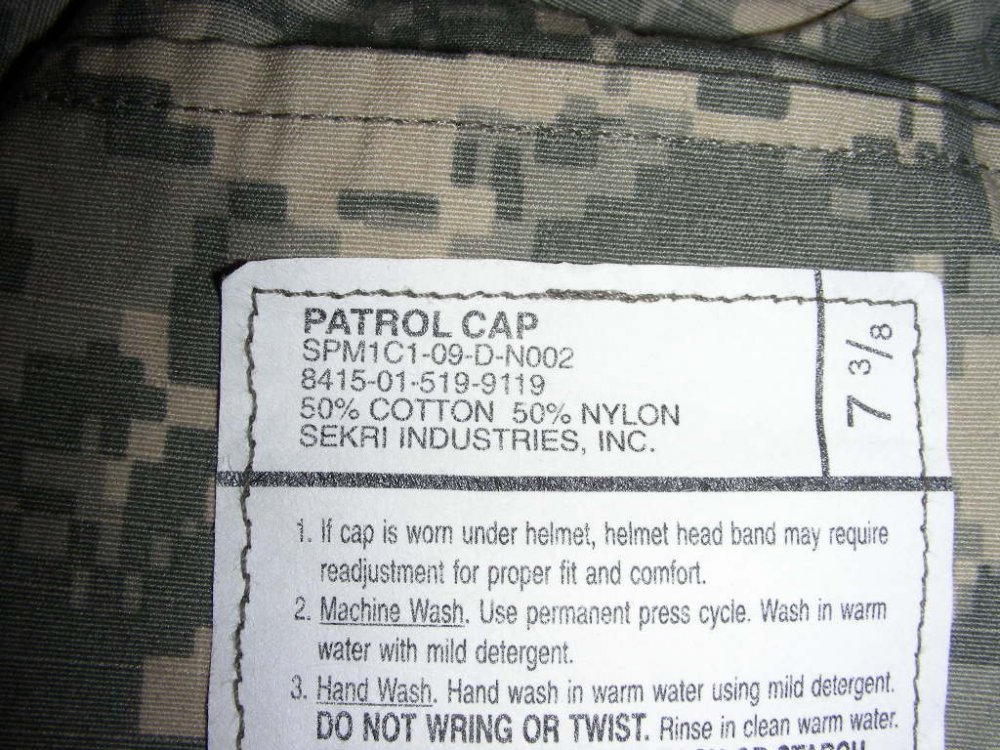 PATROL CAP
SPM1C1-09-D-N002
8415-01-519-9119
50% COTTON 50% NYLON
SEKRI INDUSTRIES, INC.
7 3/8
1. If cap is worn under helmet, helmet head band may require
readjustment for proper fit and comfort.
2. Machine Wash. Use permanent press cycle. Wash in warm
water with mild detergent.
3. Hand Wash. Hand wash in warm water using mild detergent.
DO NOT WRING OR TWIST. Rinse in clean warm water.